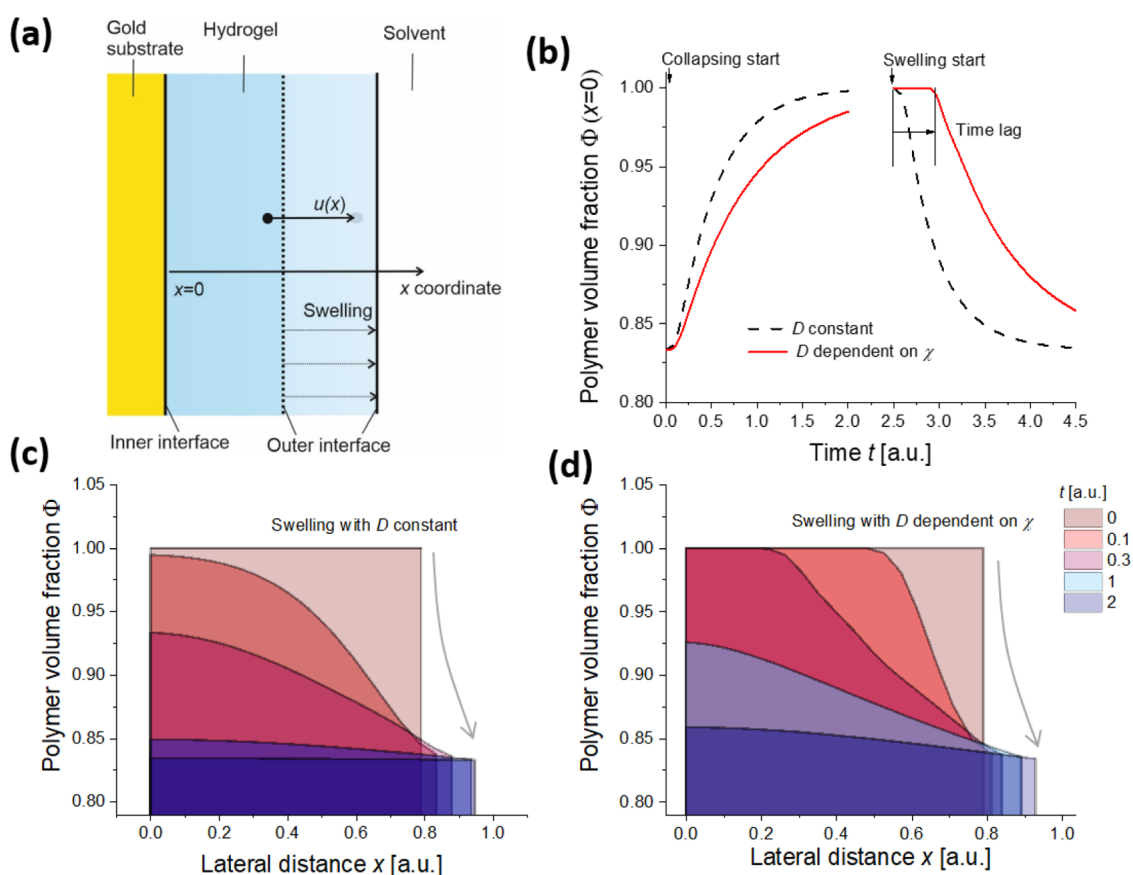 (a)
Gold
substrate
Hydrogel
Solvent
u(x)
x=0
x coordinate
Swelling
Inner interface
Outer interface
(b)
Collapsing start
Swelling start
Time lag
D constant
D dependent on χ
Polymer volume fraction Φ (x=0)
1.00
0.95
0.90
0.85
0.80
0.0 0.5 1.0 1.5 2.0 2.5 3.0 3.5 4.0 4.5
Time t [a.u.]
(c)
Swelling with D constant
Polymer volume fraction Φ
1.05
1.00
0.95
0.90
0.85
0.80
0.0 0.2 0.4 0.6 0.8 1.0
Lateral distance x [a.u.]
(d)
Swelling with D dependent on χ
Polymer volume fraction Φ
1.05
1.00
0.95
0.90
0.85
0.80
0.0 0.2 0.4 0.6 0.8 1.0
Lateral distance x [a.u.]
t [a.u.]
0
0.1
0.3
1
2